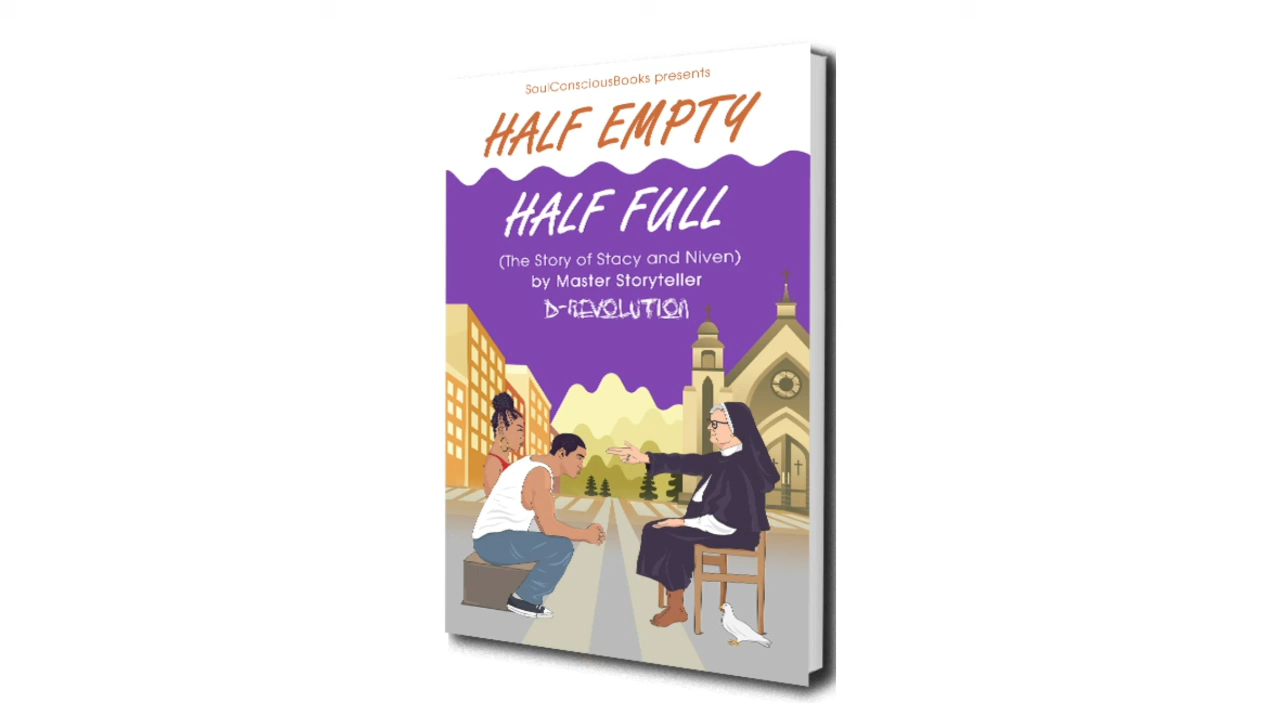 SoulConsciousBooks presents
HALF EMPTY
HALF FULL
(The Story of Stacy and Niven)
by Master Storyteller
D-REVOLUTION